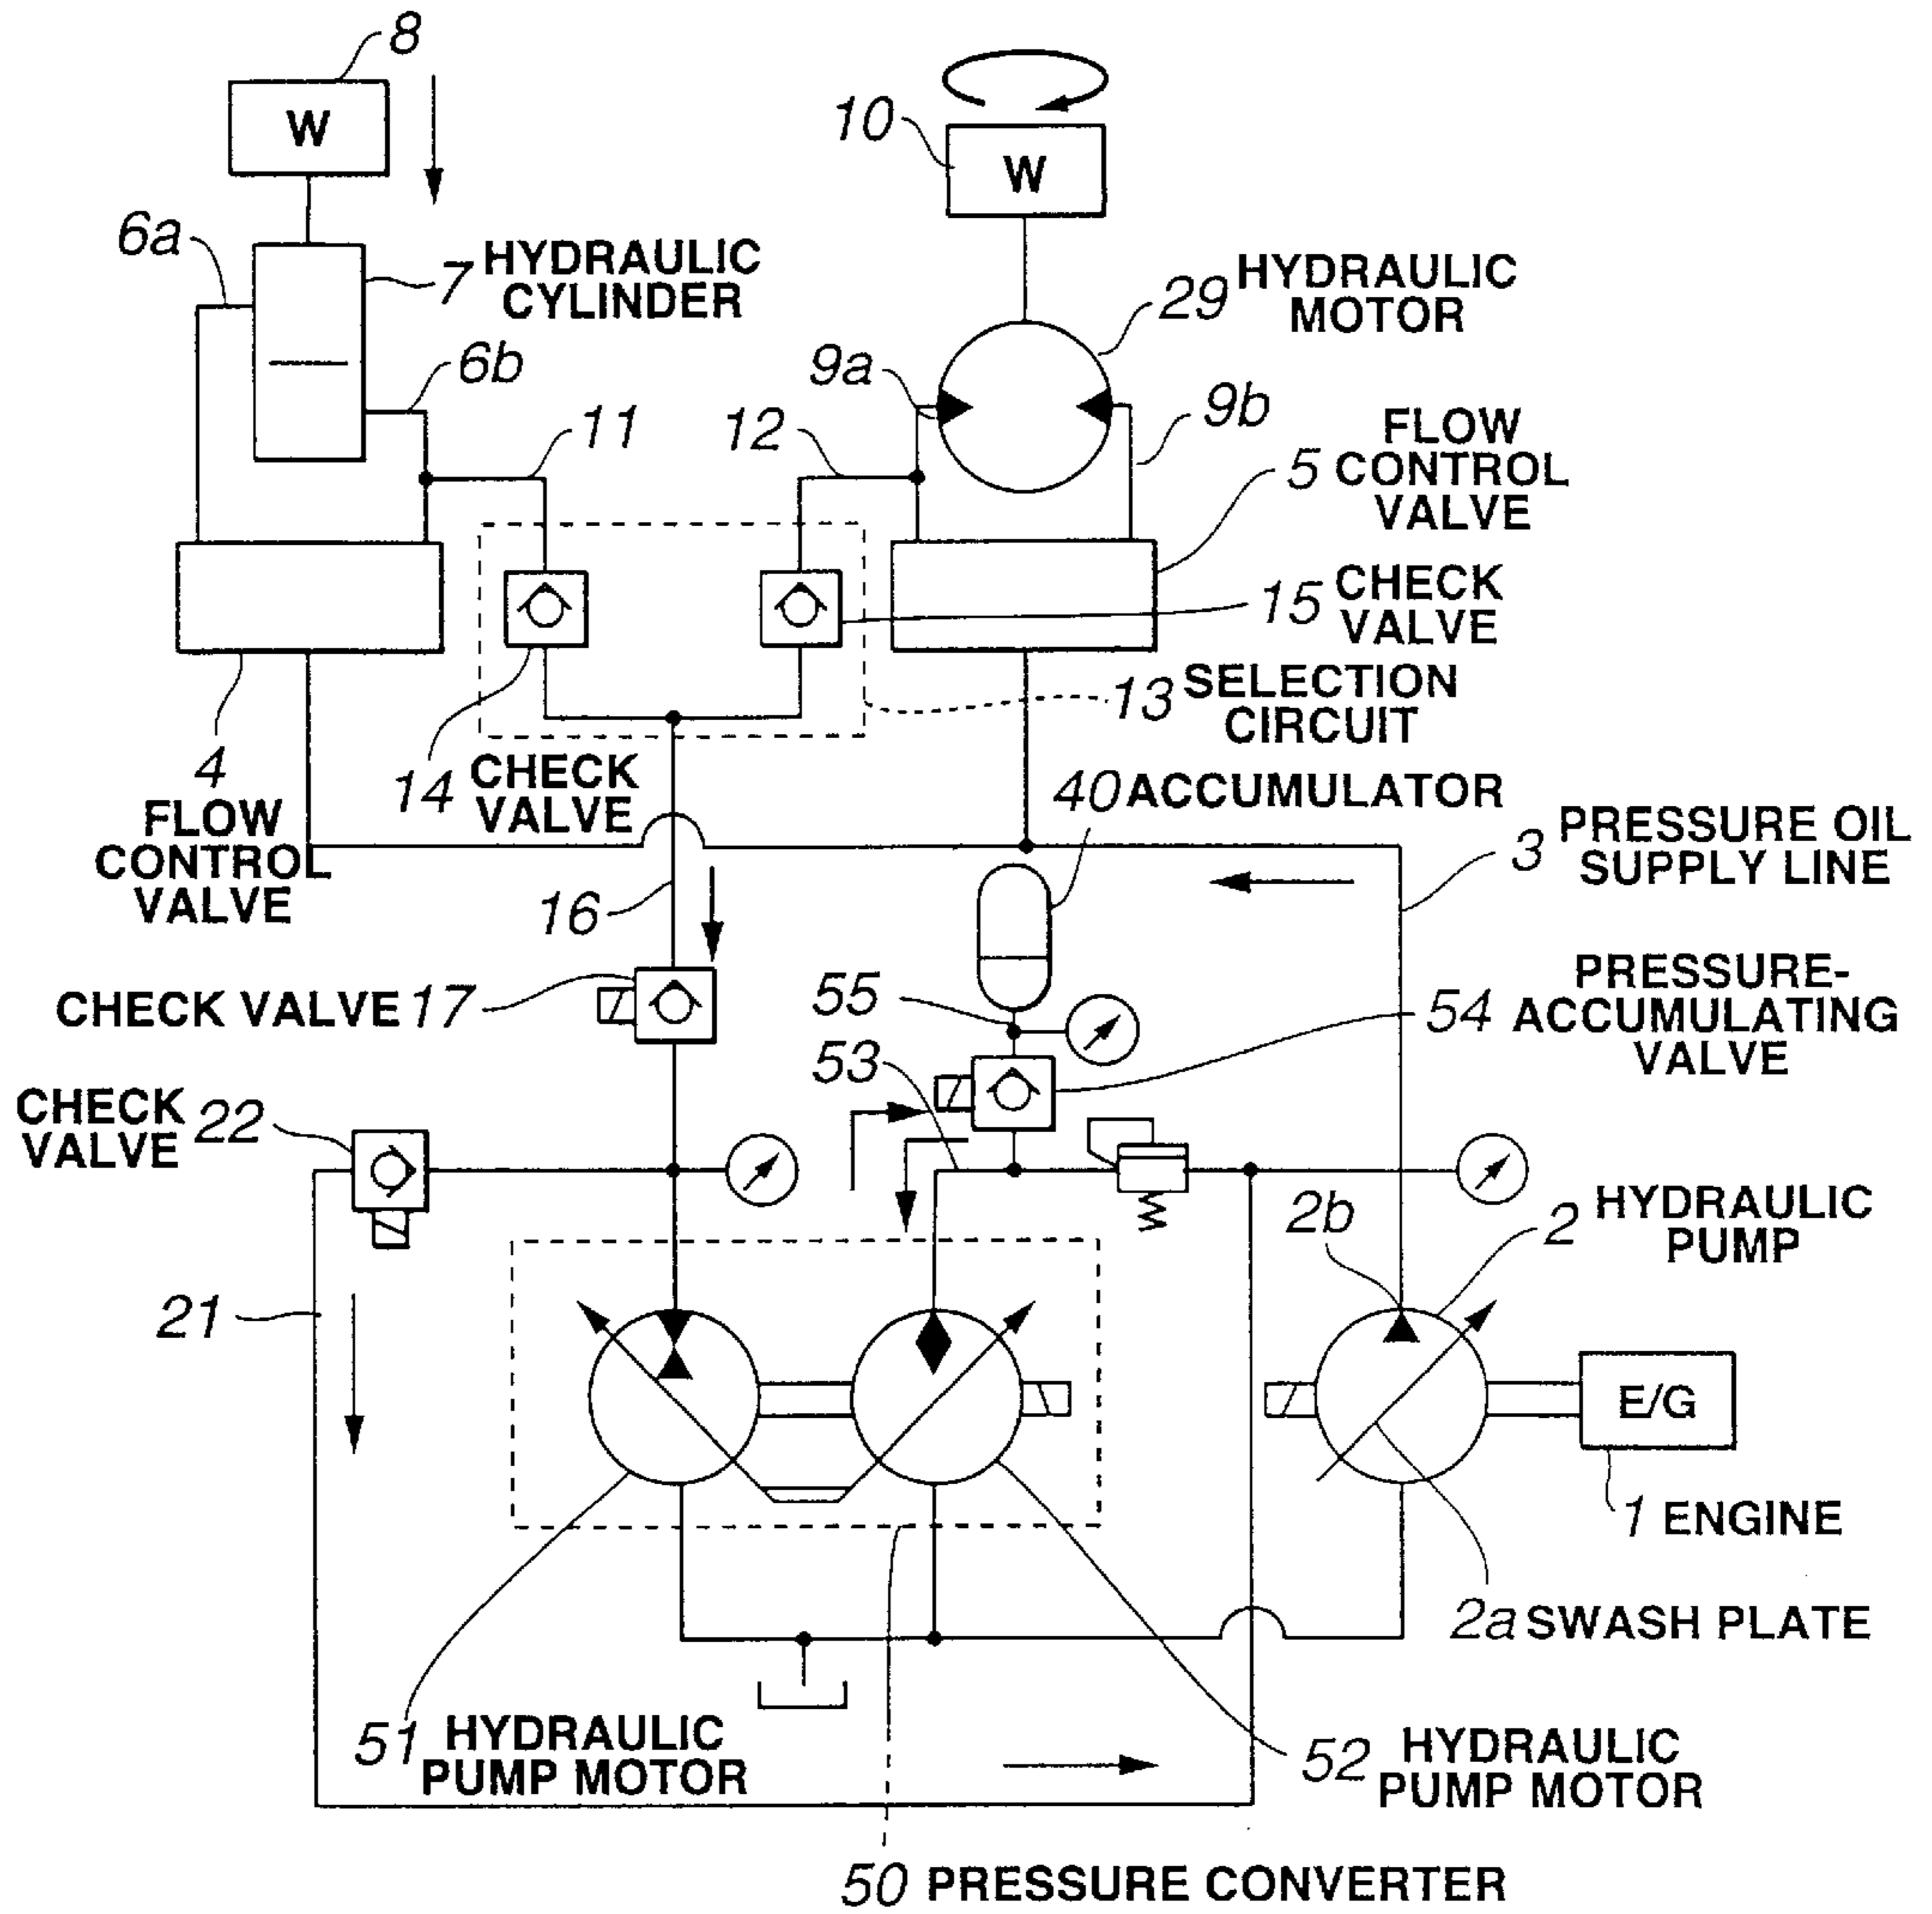 8
W
10
W
6a
7 HYDRAULIC
CYLINDER
29 HYDRAULIC
MOTOR
6b
9a
9b
11
12
FLOW
5 CONTROL
VALVE
15 CHECK
VALVE
13 SELECTION
CIRCUIT
4
FLOW
CONTROL
VALVE
14 CHECK
VALVE
40 ACCUMULATOR
3 PRESSURE OIL
SUPPLY LINE
16
CHECK VALVE 17
55
PRESSURE-
54 ACCUMULATING
VALVE
53
CHECK 22
VALVE
2b
2 HYDRAULIC
PUMP
21
E/G
1 ENGINE
2a SWASH PLATE
51 HYDRAULIC
PUMP MOTOR
52 HYDRAULIC
PUMP MOTOR
50 PRESSURE CONVERTER